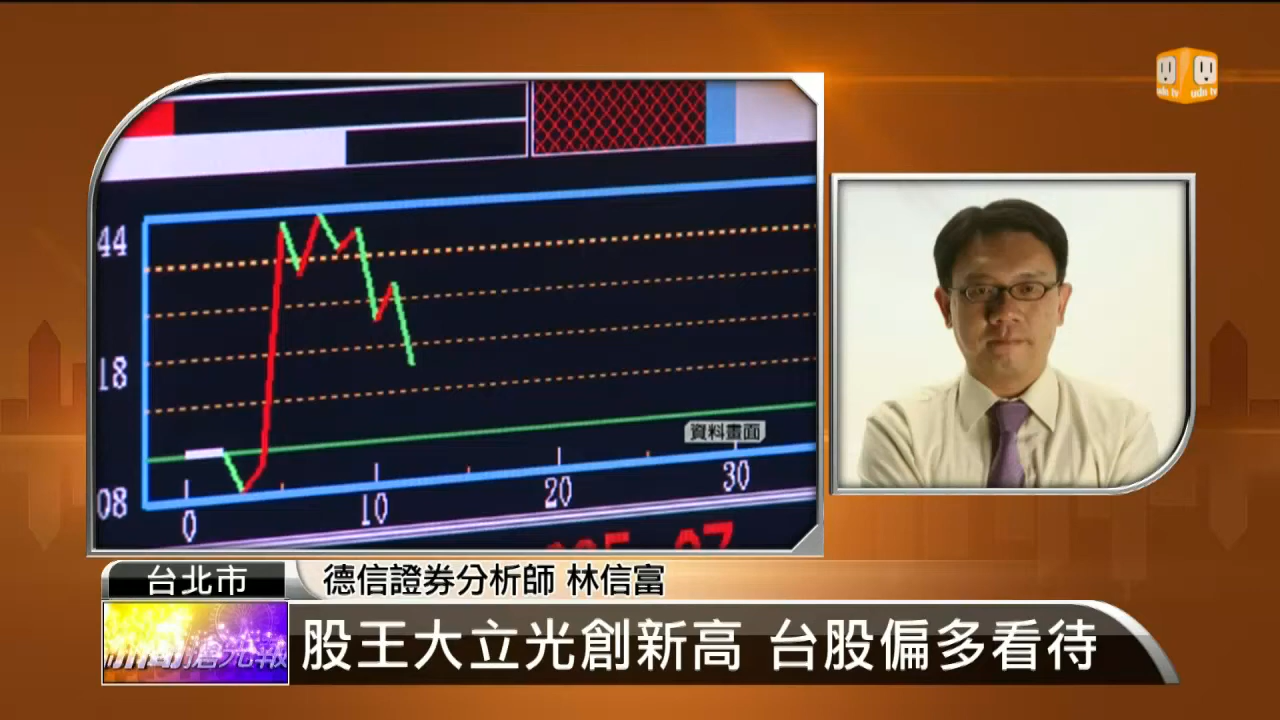 udn tv
44
18
08
0
10
20
30
資料畫面
台北市
德信證券分析師 林信富
股王大立光創新高 台股偏多看待